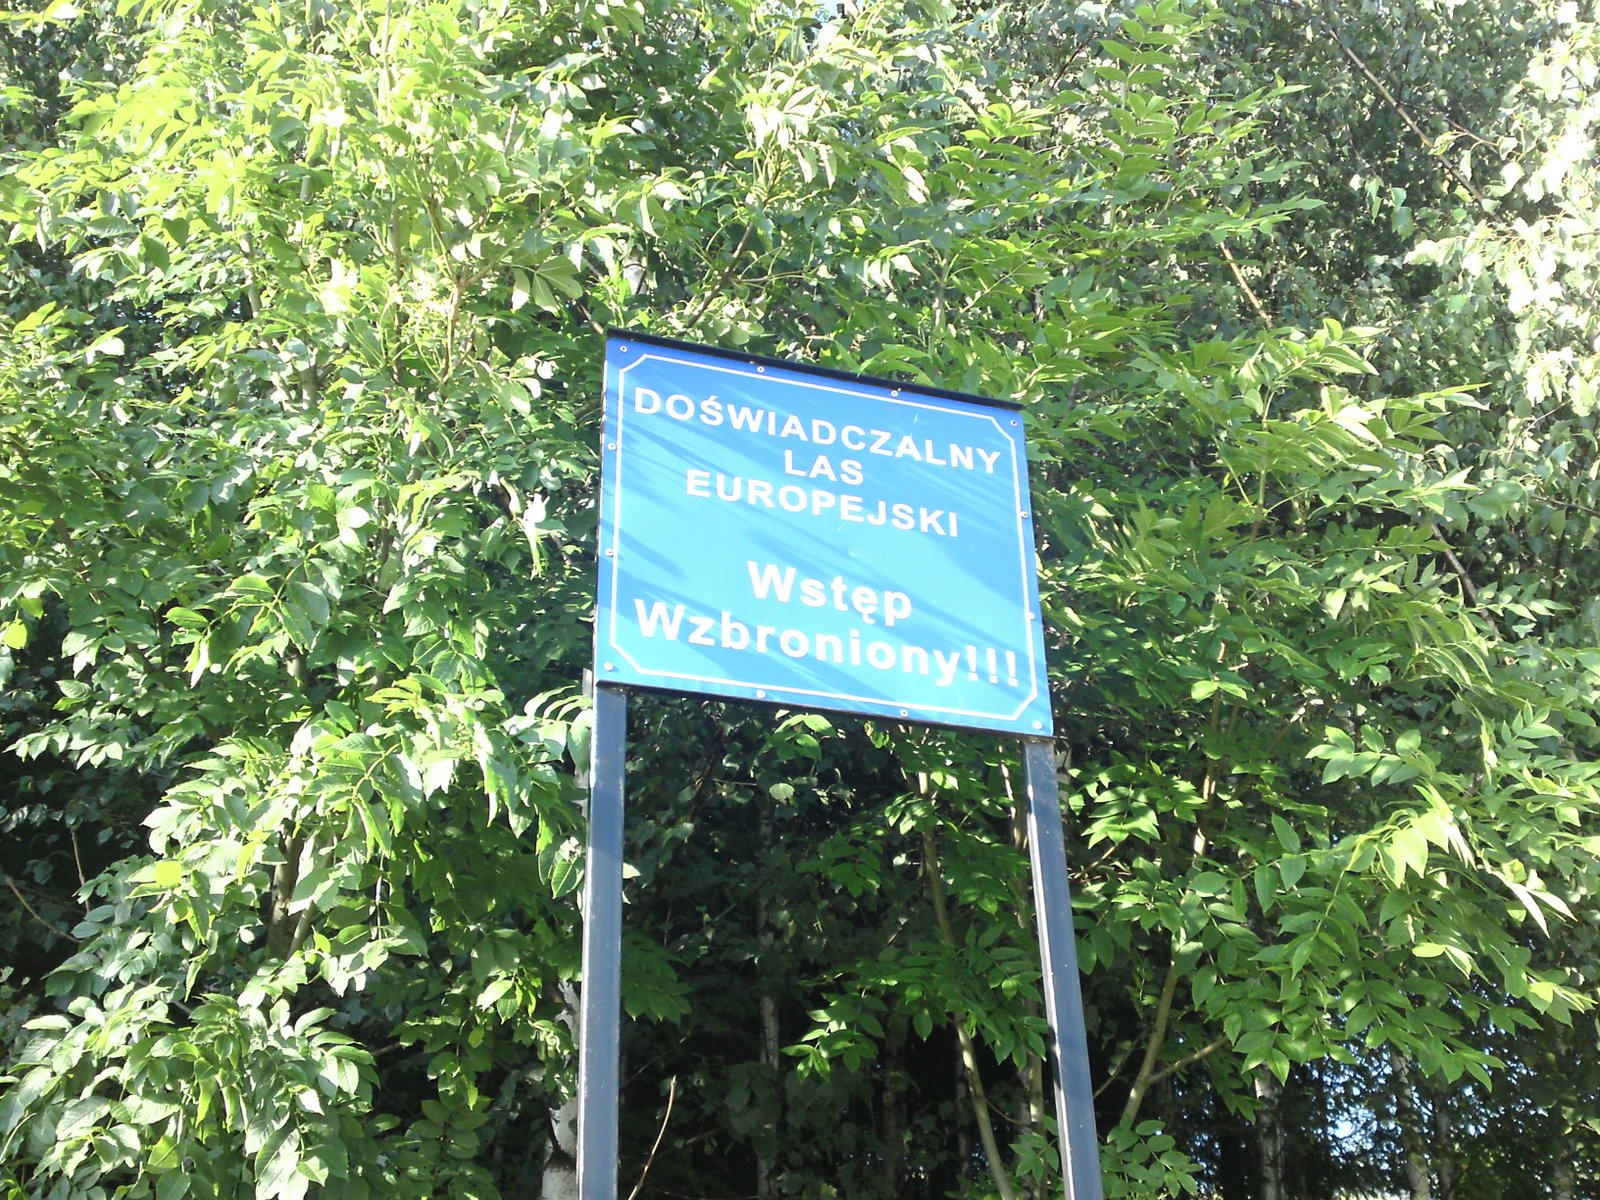 DOŚWIADCZALNY
LAS
EUROPEJSKI
Wstęp
Wzbroniony!!!